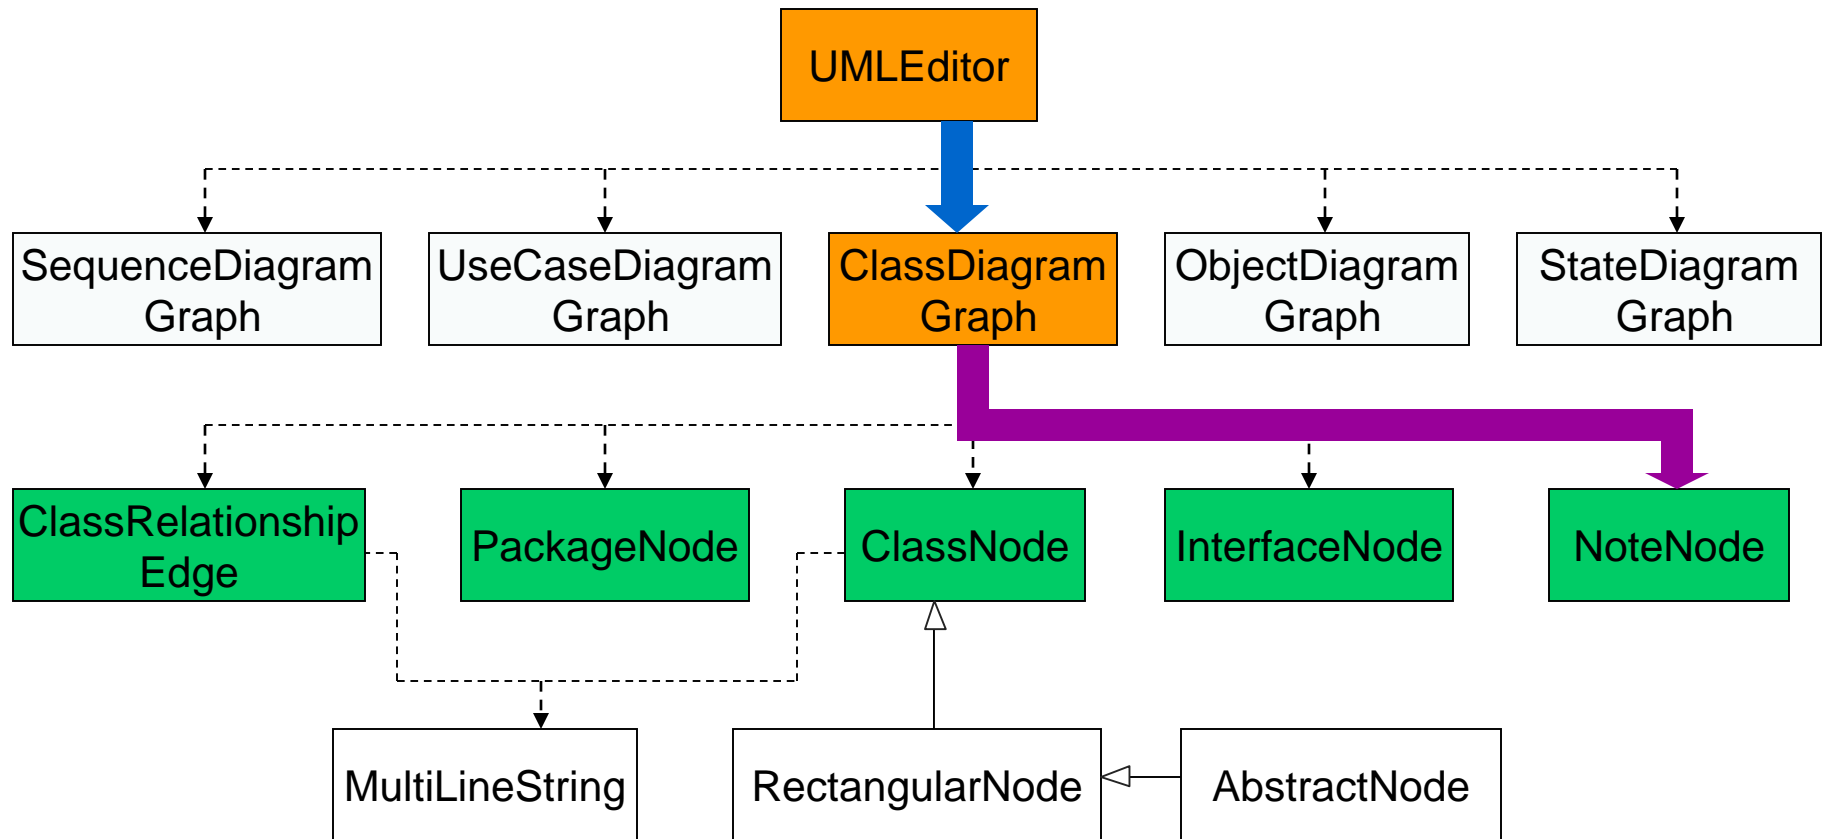 UMLEditor
SequenceDiagram
Graph
UseCaseDiagram
Graph
ClassDiagram
Graph
ObjectDiagram
Graph
StateDiagram
Graph
ClassRelationship
Edge
PackageNode
ClassNode
InterfaceNode
NoteNode
MultiLineString
RectangularNode
AbstractNode